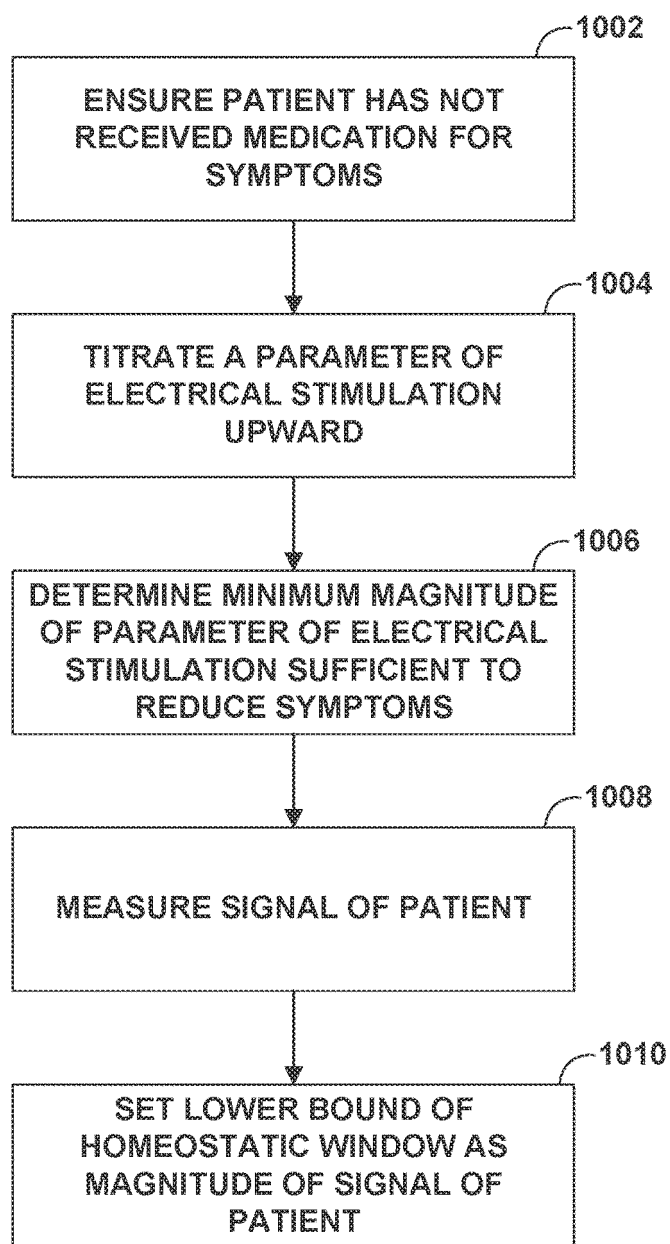 1002
ENSURE PATIENT HAS NOT
RECEIVED MEDICATION FOR
SYMPTOMS
1004
TITRATE A PARAMETER OF
ELECTRICAL STIMULATION
UPWARD
1006
DETERMINE MINIMUM MAGNITUDE
OF PARAMETER OF ELECTRICAL
STIMULATION SUFFICIENT TO
REDUCE SYMPTOMS
1008
MEASURE SIGNAL OF PATIENT
1010
SET LOWER BOUND OF
HOMEOSTATIC WINDOW AS
MAGNITUDE OF SIGNAL OF
PATIENT